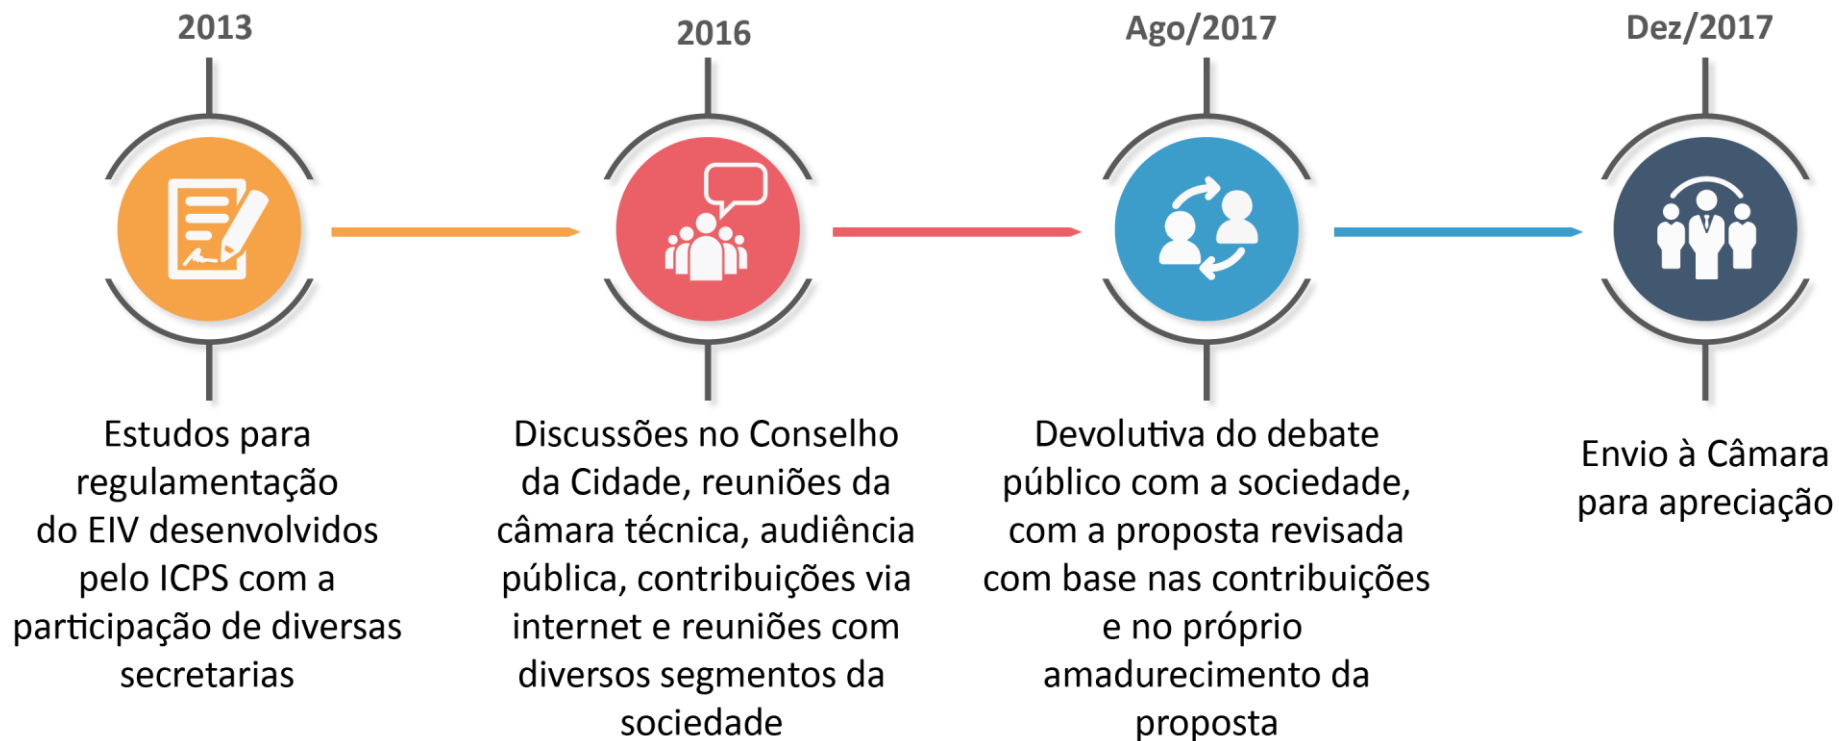 2013
Estudos para
regulamentação
do EIV desenvolvidos
pelo ICPS com a
participação de diversas
secretarias
2016
Discussões no Conselho
da Cidade, reuniões da
câmara técnica, audiência
pública, contribuições via
internet e reuniões com
diversos segmentos da
sociedade
Ago/2017
Devolutiva do debate
público com a sociedade,
com a proposta revisada
com base nas contribuições
e no próprio
amadurecimento da
proposta
Dez/2017
Envio à Câmara
para apreciação